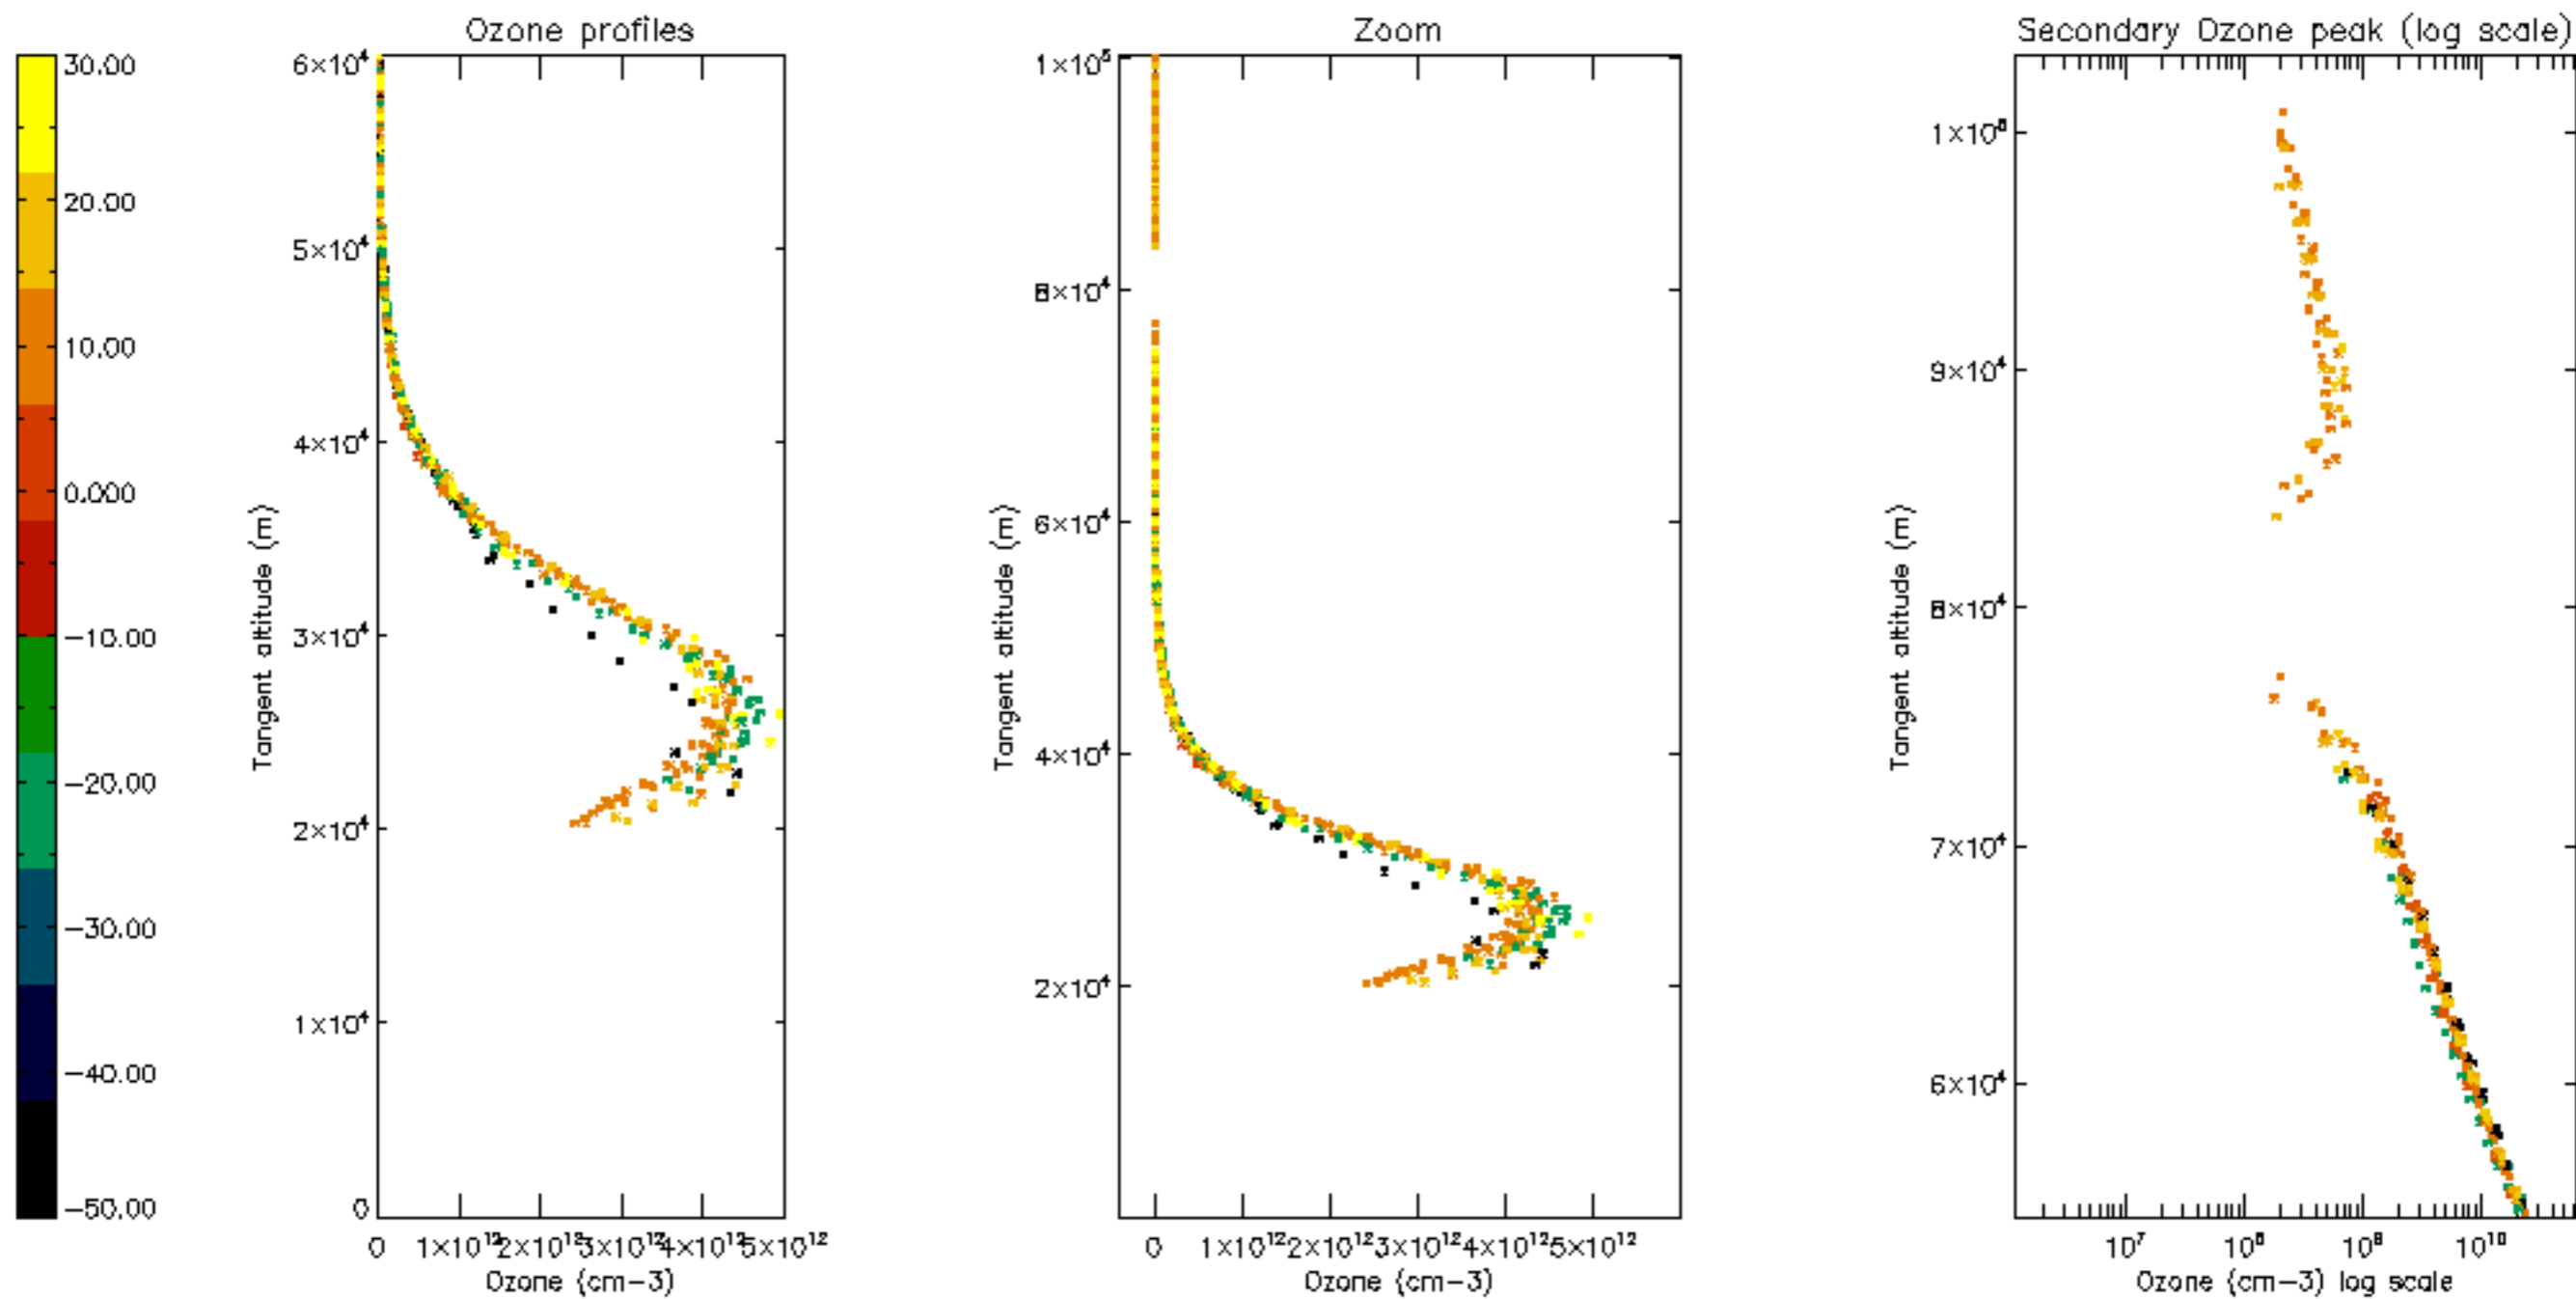 Ozone profiles
Zoom
Secondary Ozone peak (log scale)
30.00
20.00
10.00
0.000
−10.00
−20.00
−30.00
−40.00
−50.00
6×10⁴
5×10⁴
4×10⁴
3×10⁴
2×10⁴
1×10⁴
0
Tangent altitude (m)
0 1×10¹² 2×10¹² 3×10¹² 4×10¹² 5×10¹²
Ozone (cm−3)
1×10⁵
8×10⁴
6×10⁴
4×10⁴
2×10⁴
Tangent altitude (m)
0 1×10¹² 2×10¹² 3×10¹² 4×10¹² 5×10¹²
Ozone (cm−3)
9×10⁴
8×10⁴
7×10⁴
6×10⁴
Tangent altitude (m)
10⁷ 10⁸ 10⁹ 10¹⁰
Ozone (cm−3) log scale